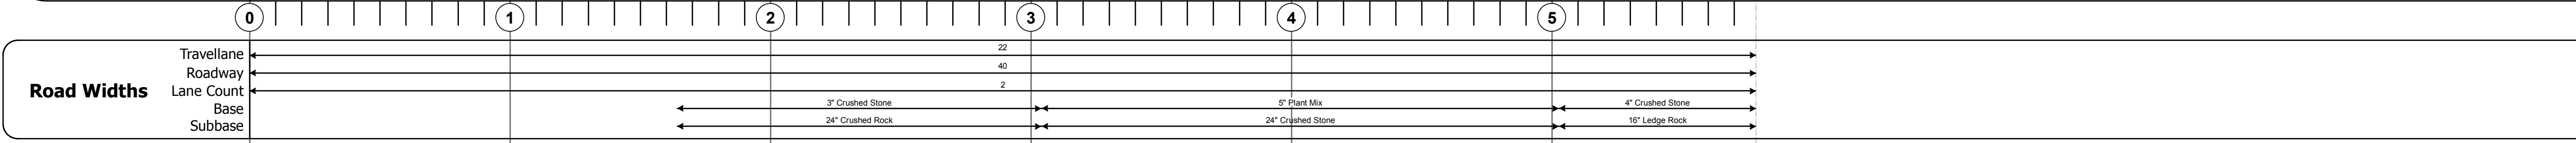 0 1 2 3 4 5
Road Widths
Travellane 22
Roadway 40
Lane Count 2
Base 3" Crushed Stone 5" Plant Mix 4" Crushed Stone
Subbase 24" Crushed Rock 24" Crushed Stone 16" Ledge Rock